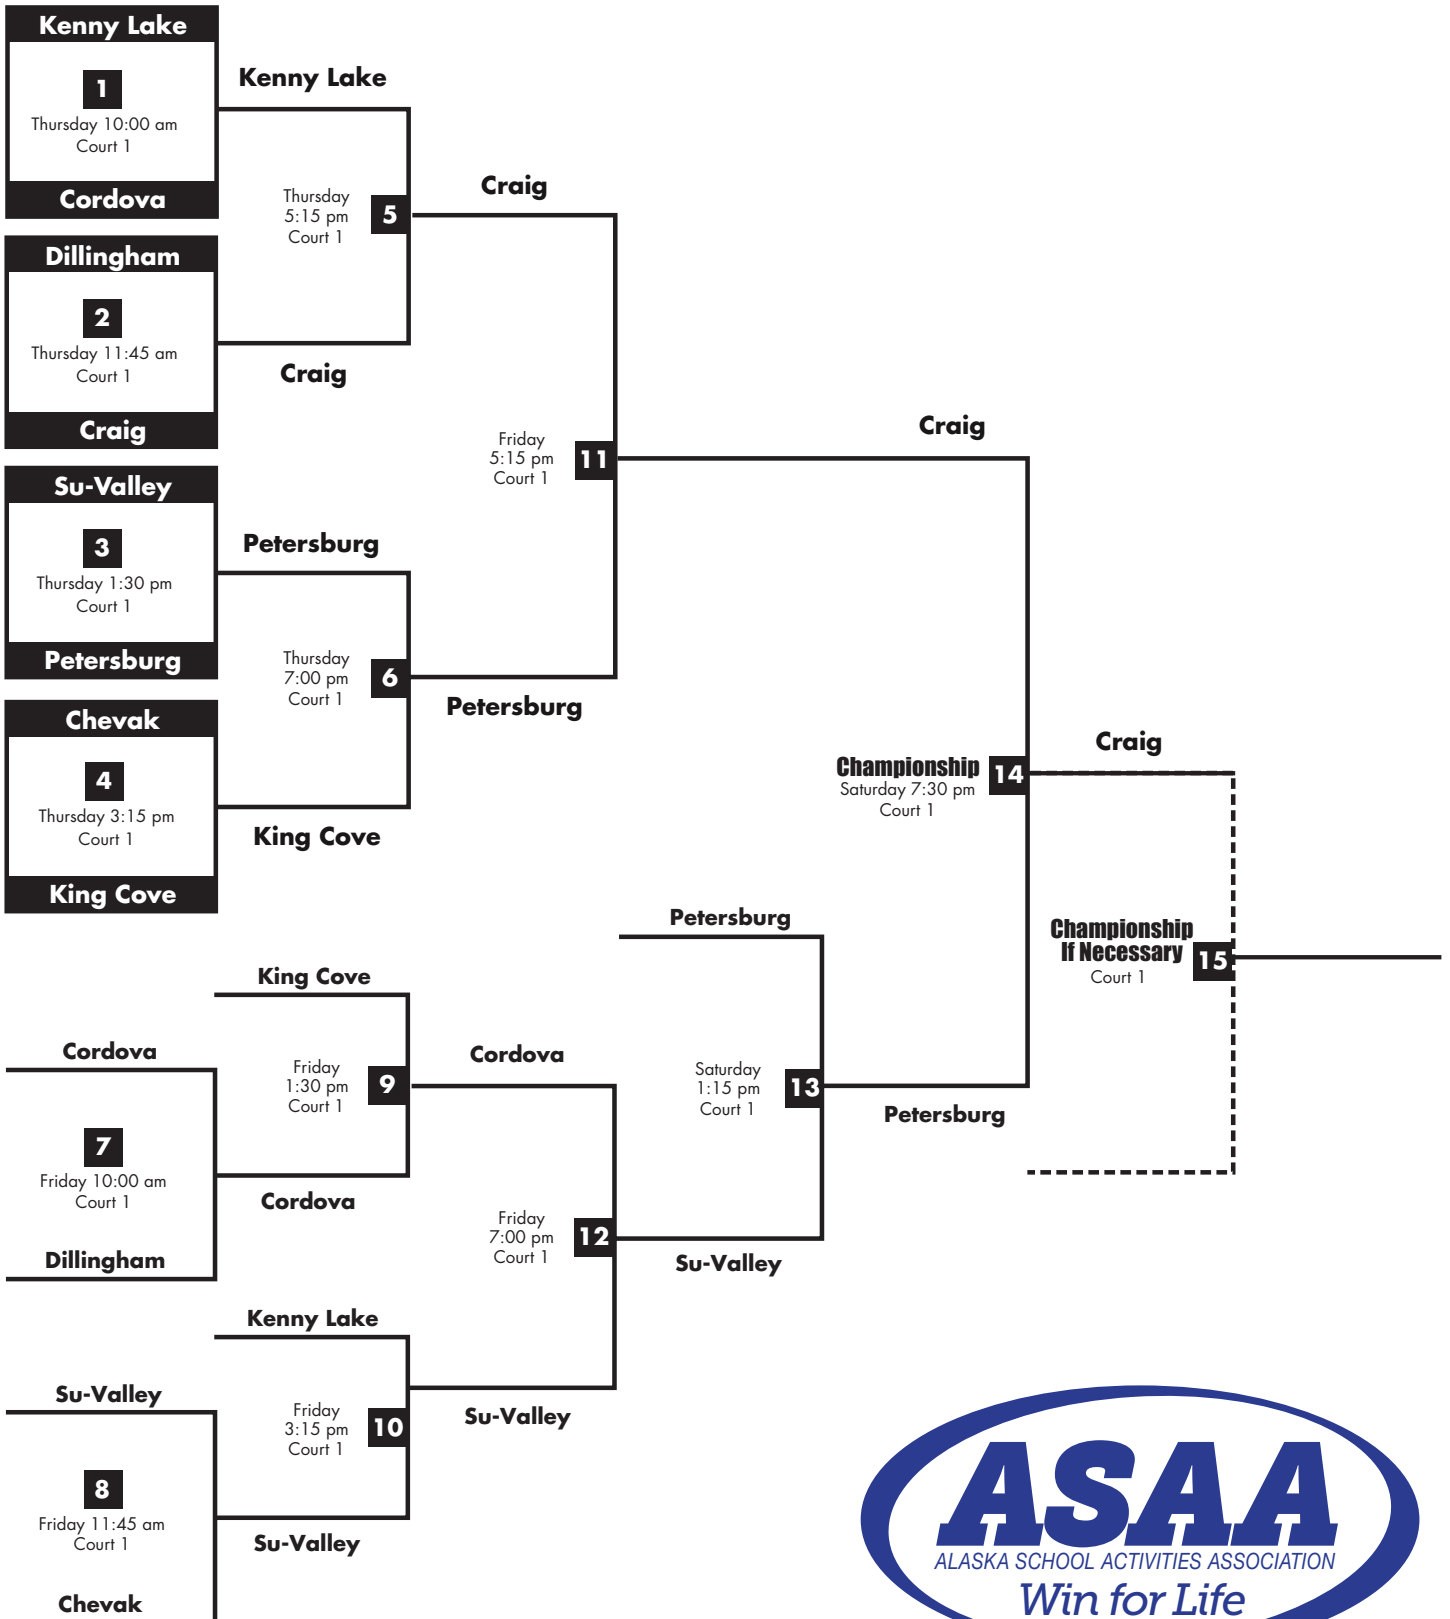 Kenny Lake
1
Thursday 10:00 am
Court 1
Cordova
Dillingham
2
Thursday 11:45 am
Court 1
Craig
Su-Valley
3
Thursday 1:30 pm
Court 1
Petersburg
Chevak
4
Thursday 3:15 pm
Court 1
King Cove
Kenny Lake
Thursday
5:15 pm
Court 1
5
Craig
Petersburg
Thursday
7:00 pm
Court 1
6
King Cove
Craig
Friday
5:15 pm
Court 1
11
Petersburg
Craig
Championship
Saturday 7:30 pm
Court 1
14
Craig
Championship
If Necessary
Court 1
15
Petersburg
Saturday
1:15 pm
Court 1
13
Petersburg
Su-Valley
King Cove
Friday
1:30 pm
Court 1
9
Cordova
Cordova
7
Friday 10:00 am
Court 1
Dillingham
Cordova
Friday
7:00 pm
Court 1
12
Su-Valley
Kenny Lake
Friday
3:15 pm
Court 1
10
Su-Valley
Su-Valley
8
Friday 11:45 am
Court 1
Chevak
ASAA
ALASKA SCHOOL ACTIVITIES ASSOCIATION
Win for Life